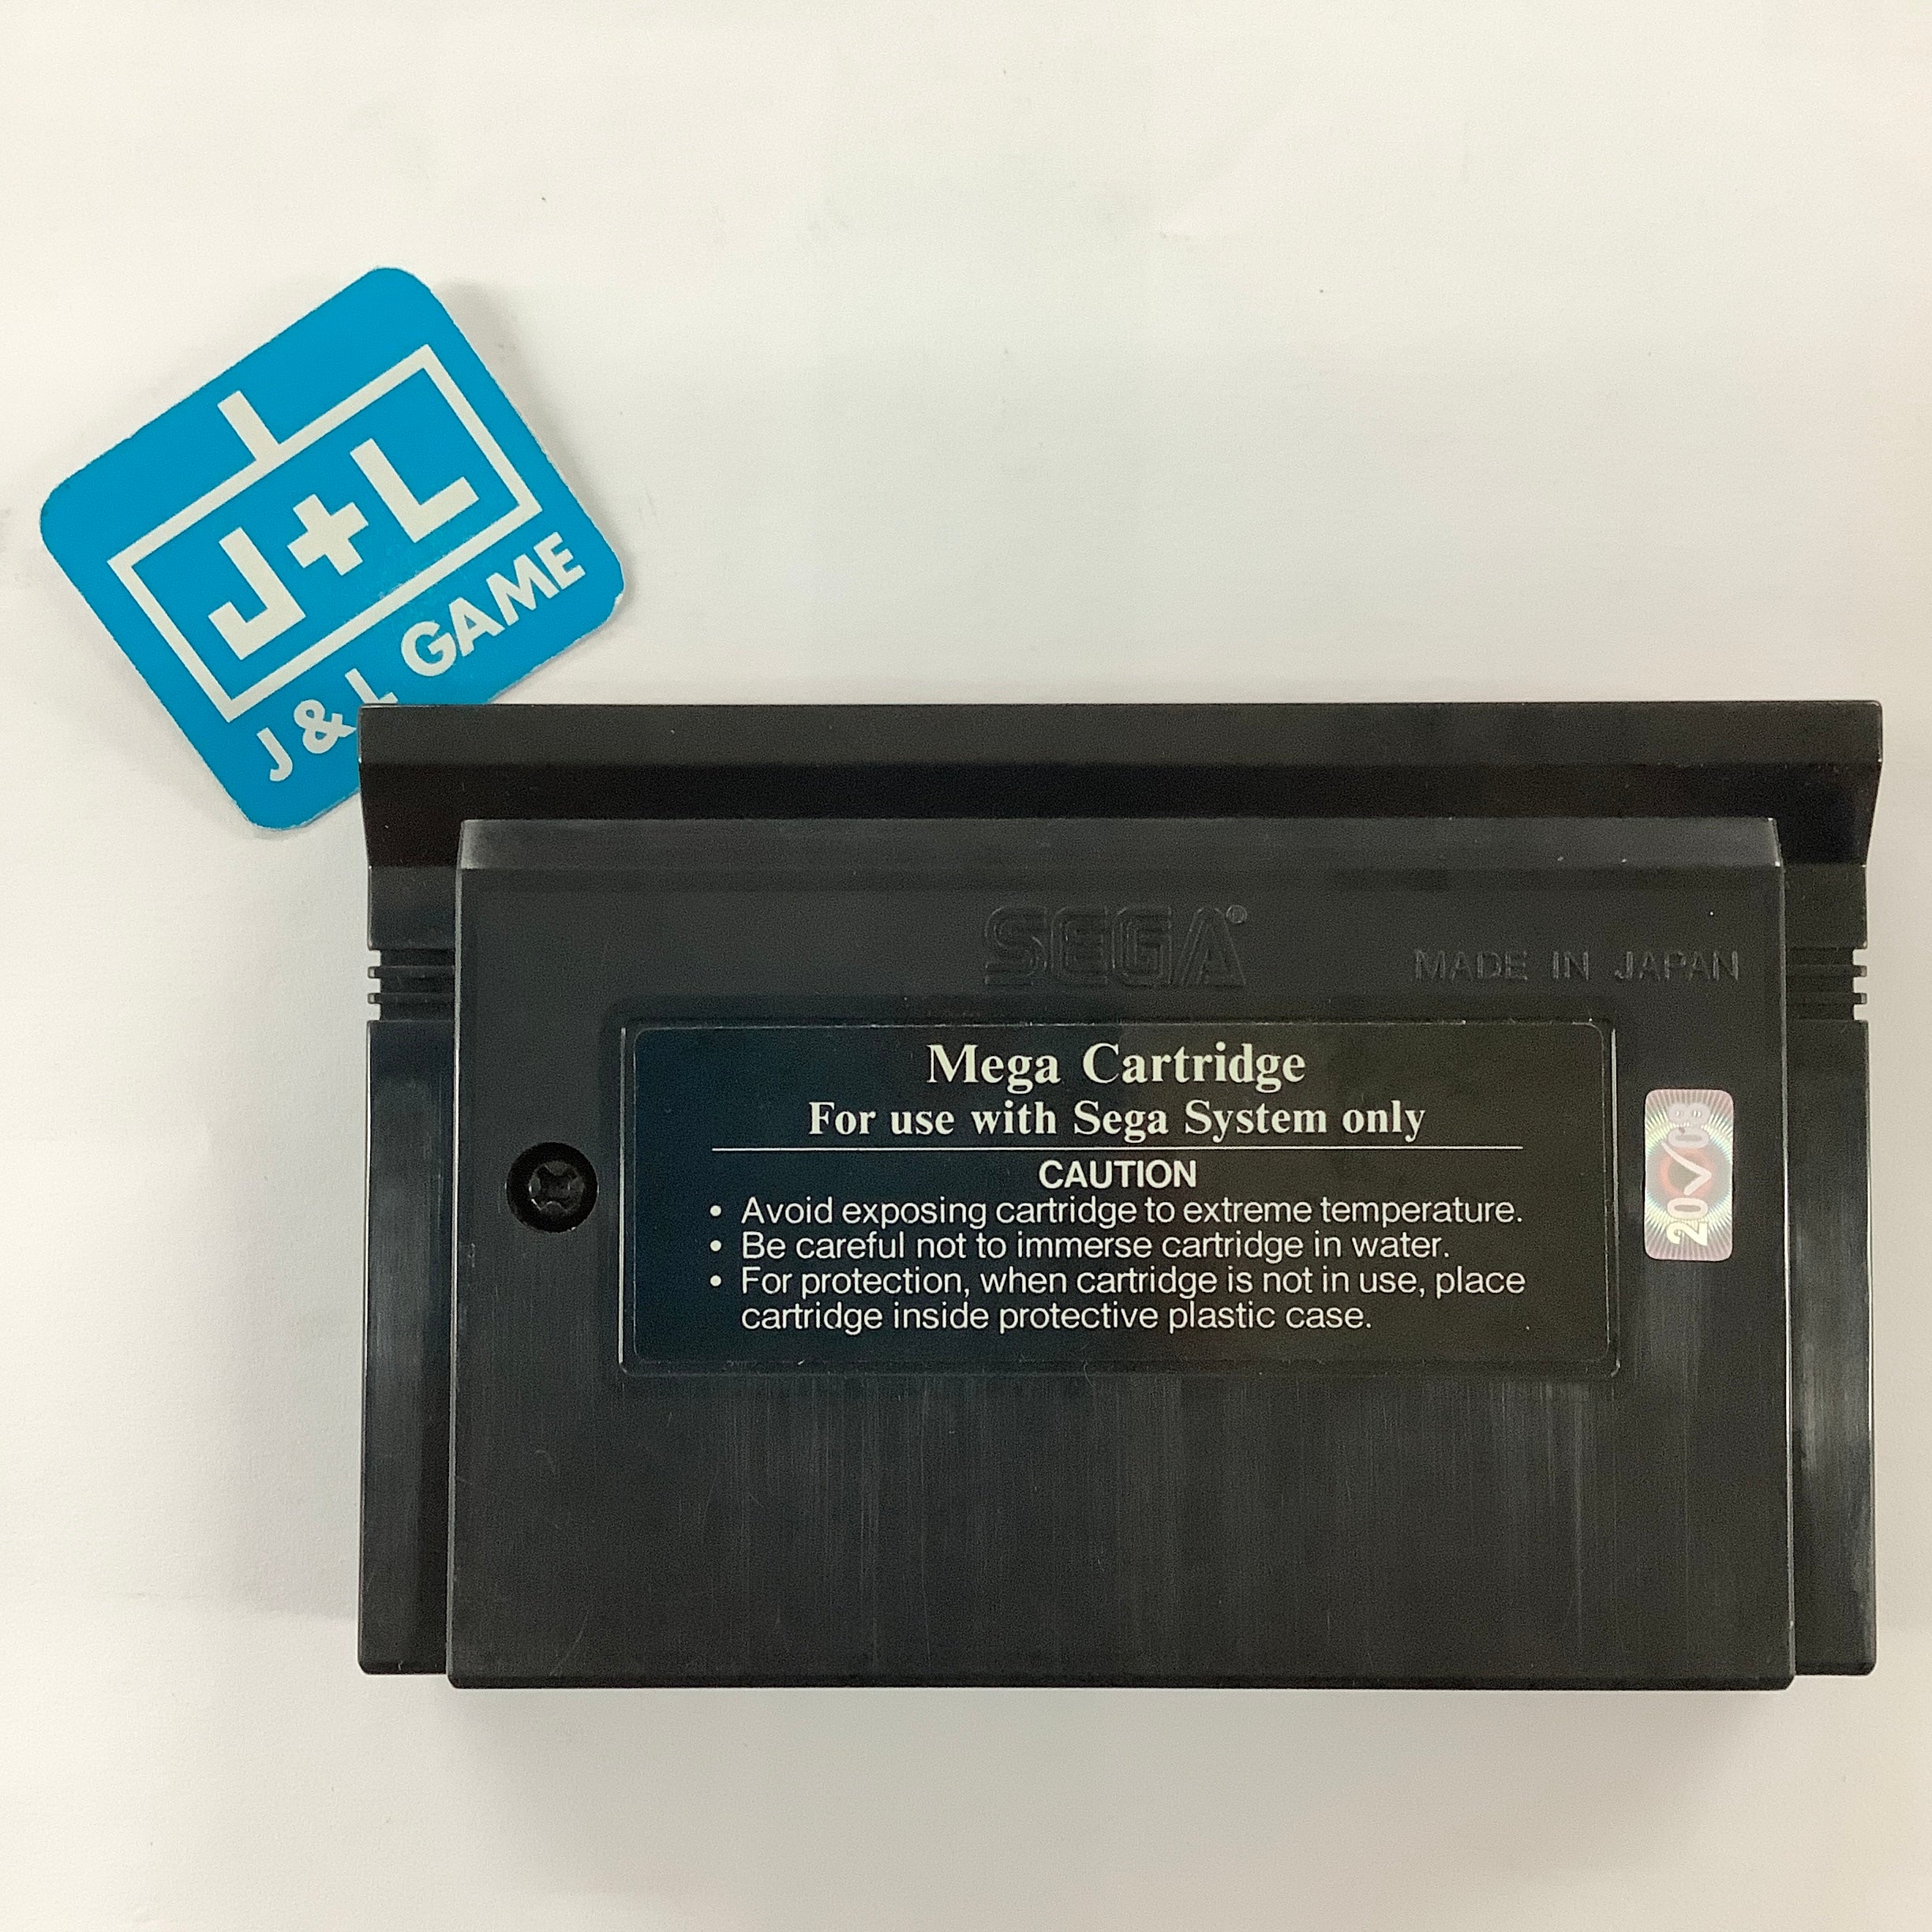 J+L
J & L GAME
SEGA®
MADE IN JAPAN
Mega Cartridge
For use with Sega System only
CAUTION
• Avoid exposing cartridge to extreme temperature.
• Be careful not to immerse cartridge in water.
• For protection, when cartridge is not in use, place
cartridge inside protective plastic case.
20√08